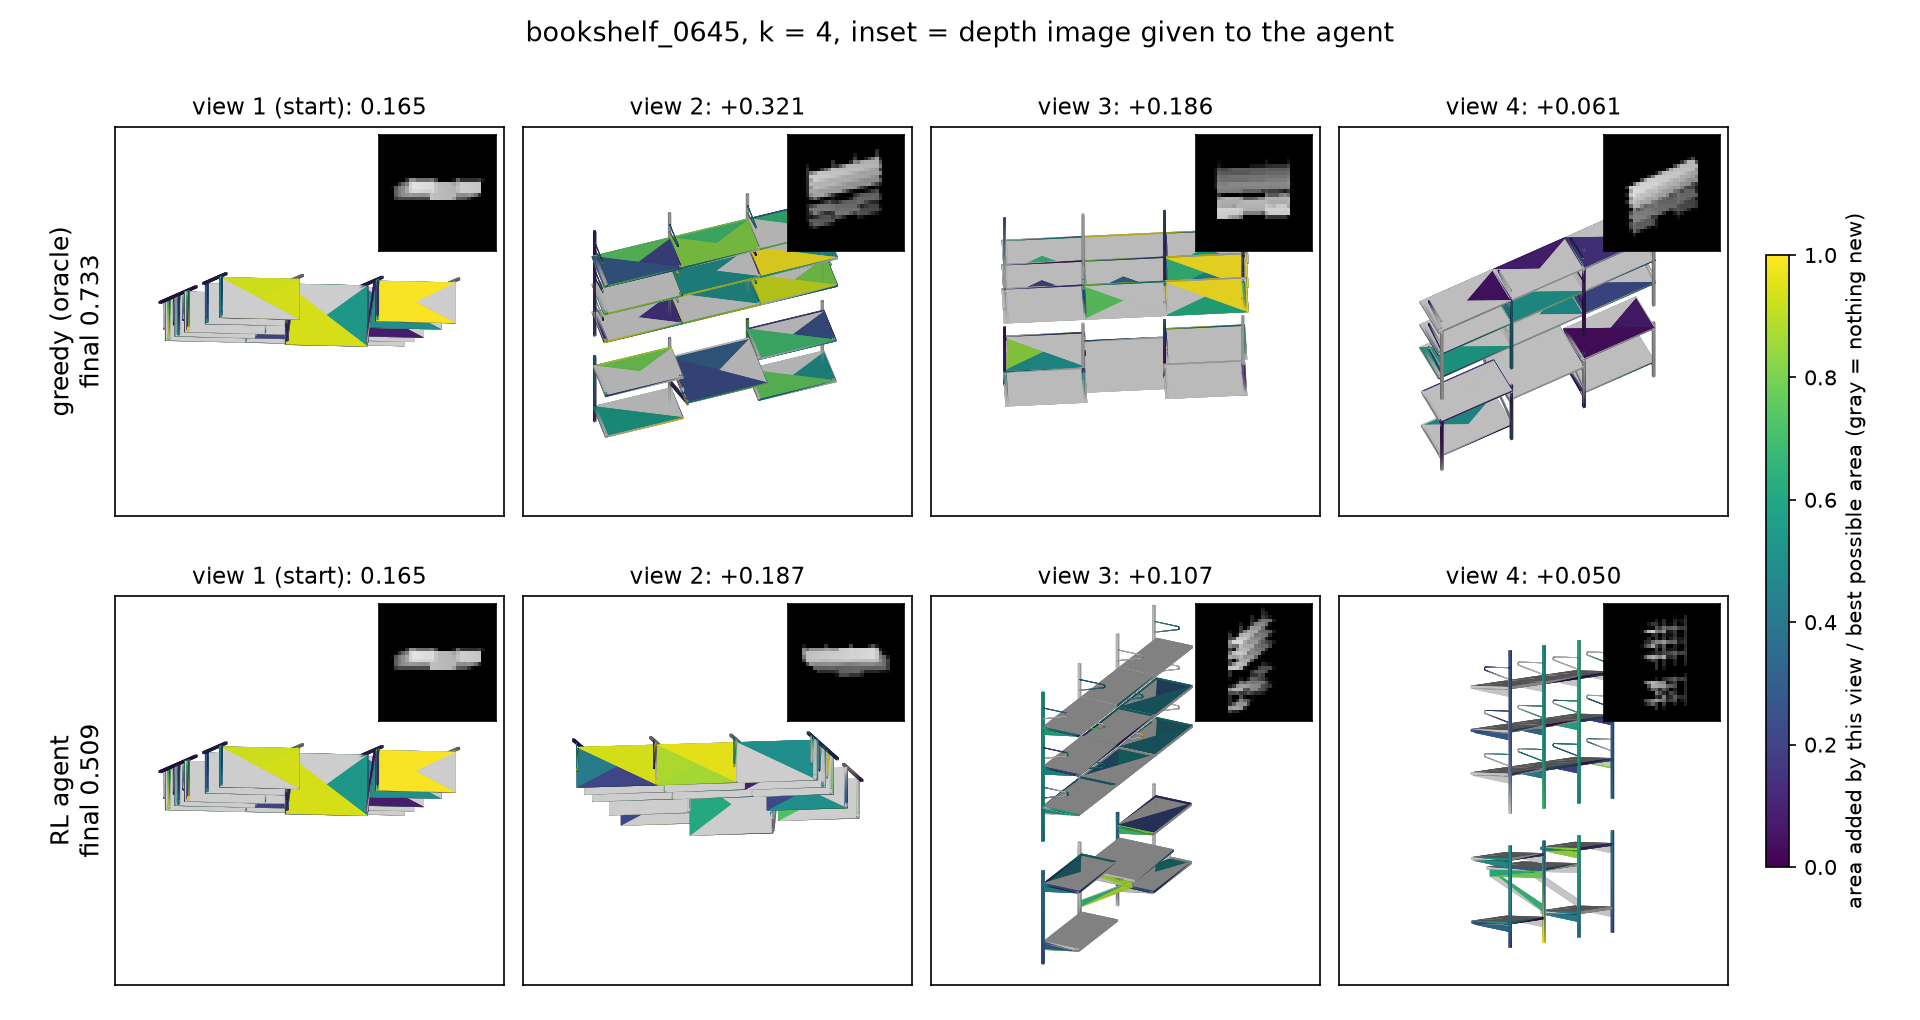 bookshelf_0645, k = 4, inset = depth image given to the agent
greedy (oracle)
final 0.733
view 1 (start): 0.165
view 2: +0.321
view 3: +0.186
view 4: +0.061
RL agent
final 0.509
view 1 (start): 0.165
view 2: +0.187
view 3: +0.107
view 4: +0.050
1.0
0.8
0.6
0.4
0.2
0.0
area added by this view / best possible area (gray = nothing new)